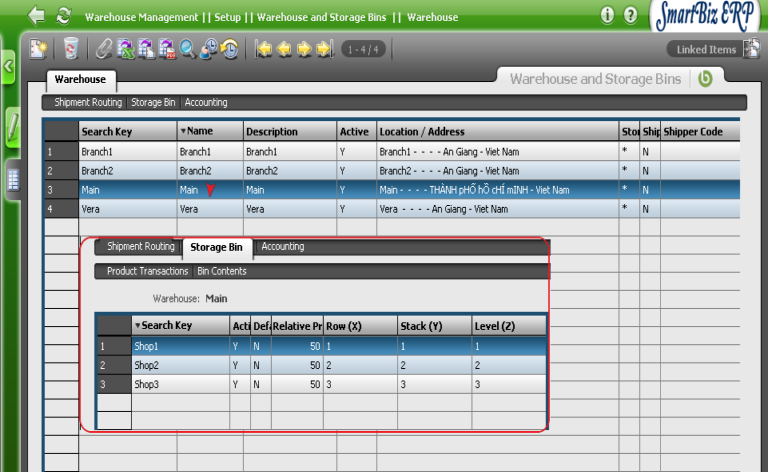 Warehouse Management || Setup || Warehouse and Storage Bins || Warehouse
SmartBiz ERP
1 - 4 / 4
Linked Items
Warehouse
Warehouse and Storage Bins
Shipment Routing | Storage Bin | Accounting
Search Key Name Description Active Location / Address Stor Ship Shipper Code
1 Branch1 Branch1 Branch1 Y Branch1 - - - - An Giang - Viet Nam * N
2 Branch2 Branch2 Branch2 Y Branch2 - - - - An Giang - Viet Nam * N
3 Main Main Main Y Main - - - - THÀNH pHỐ hồ cHÍ mINH - Viet Nam * N
4 Vera Vera Vera Y Vera - - - - An Giang - Viet Nam * N
Shipment Routing Storage Bin Accounting
Product Transactions | Bin Contents
Warehouse: Main
Search Key Acti Defa Relative Pr Row (X) Stack (Y) Level (Z)
1 Shop1 Y N 50 1 1 1
2 Shop2 Y N 50 2 2 2
3 Shop3 Y N 50 3 3 3